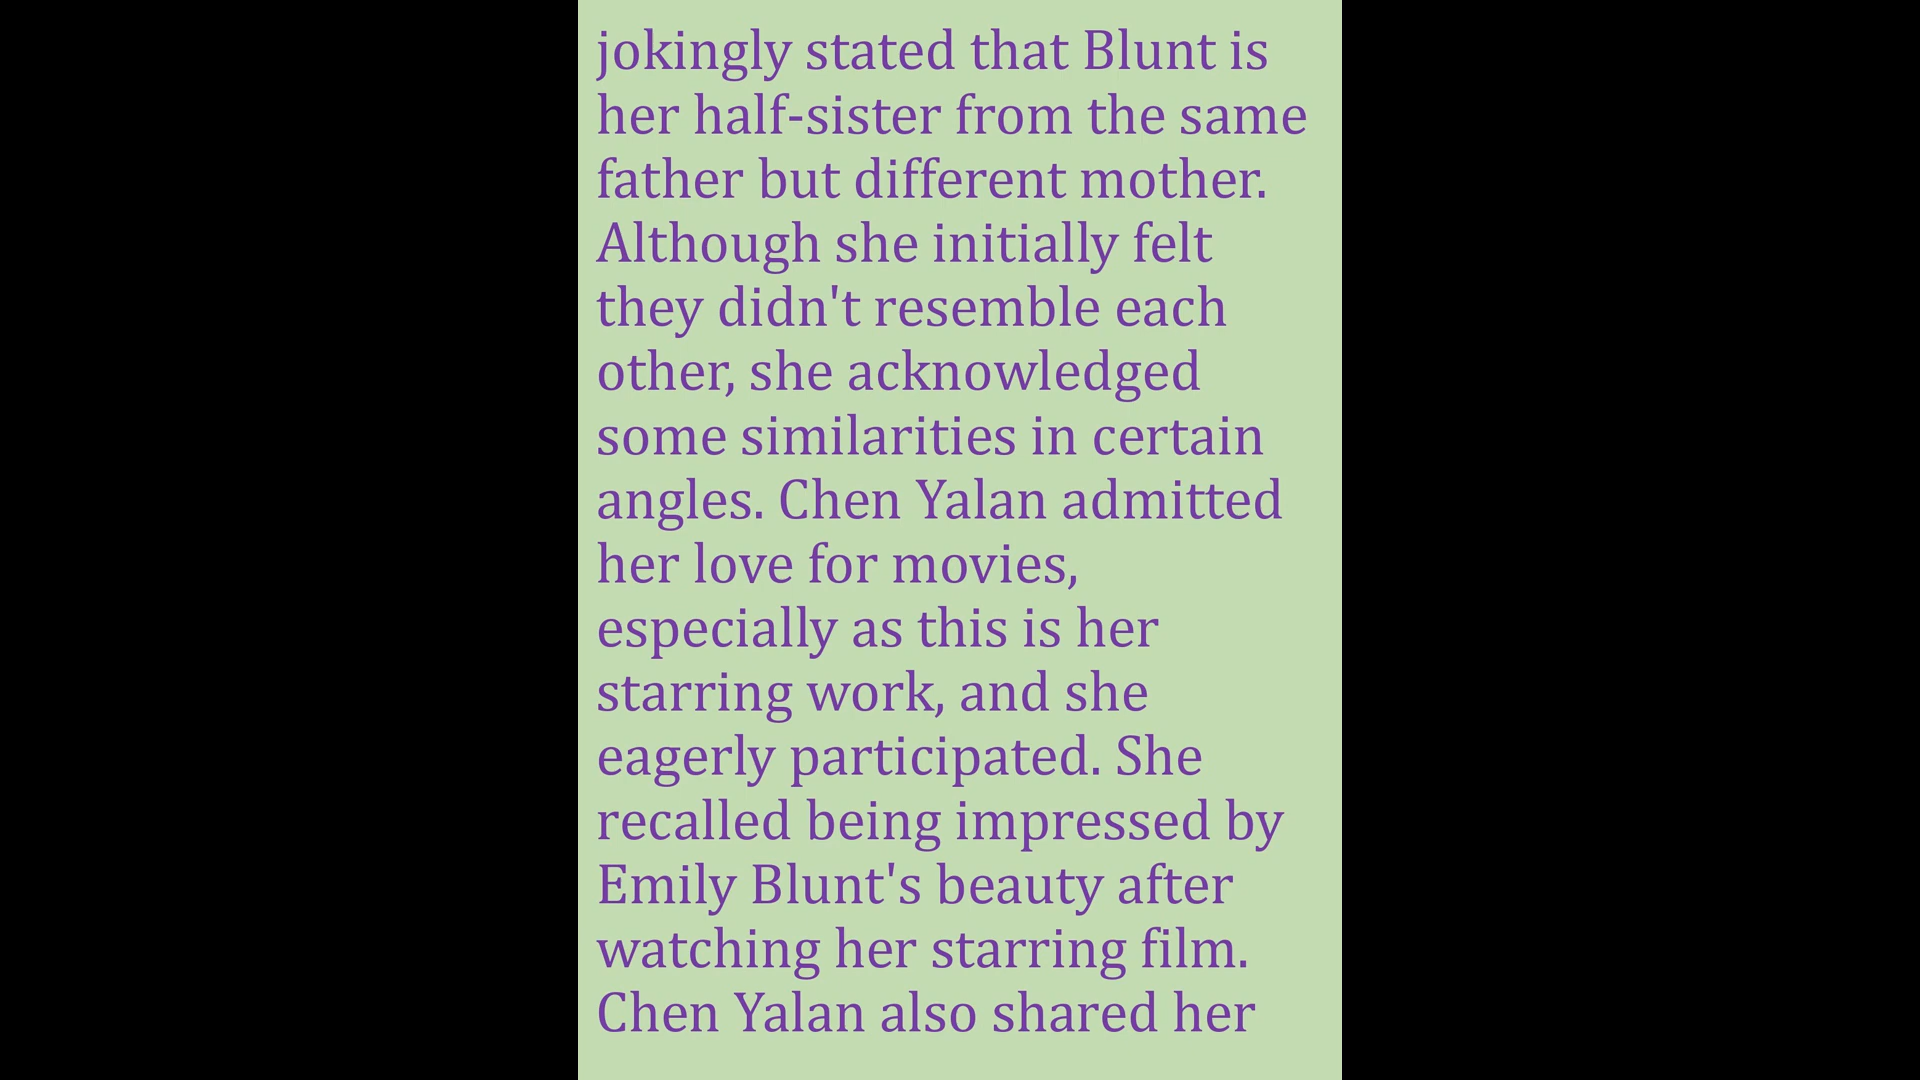 jokingly stated that Blunt is
her half-sister from the same
father but different mother.
Although she initially felt
they didn't resemble each
other, she acknowledged
some similarities in certain
angles. Chen Yalan admitted
her love for movies,
especially as this is her
starring work, and she
eagerly participated. She
recalled being impressed by
Emily Blunt's beauty after
watching her starring film.
Chen Yalan also shared her